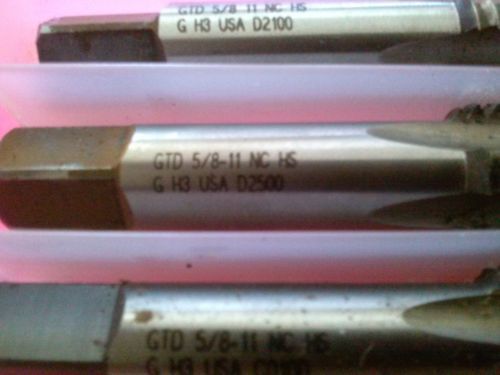 GTD 5/8 11 NC HS
G H3 USA D2100
GTD 5/8-11 NC HS
G H3 USA D2500
GTD 5/8-11 NC HS
G H3 USA